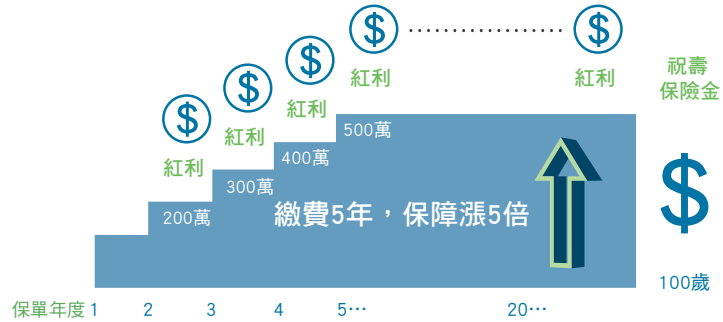 紅利
紅利
紅利
紅利
紅利
祝壽
保險金
500萬
400萬
300萬
200萬
繳費5年，保障漲5倍
100歲
保單年度 1 2 3 4 5… 20…